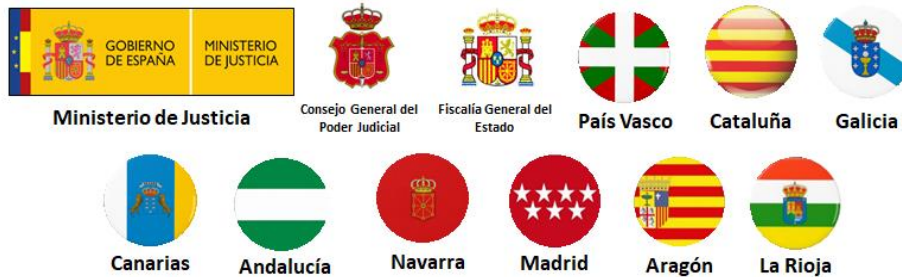 GOBIERNO
DE ESPAÑA
MINISTERIO
DE JUSTICIA
Ministerio de Justicia
Consejo General del
Poder Judicial
Fiscalía General del
Estado
País Vasco
Cataluña
Galicia
Canarias
Andalucía
Navarra
Madrid
Aragón
La Rioja